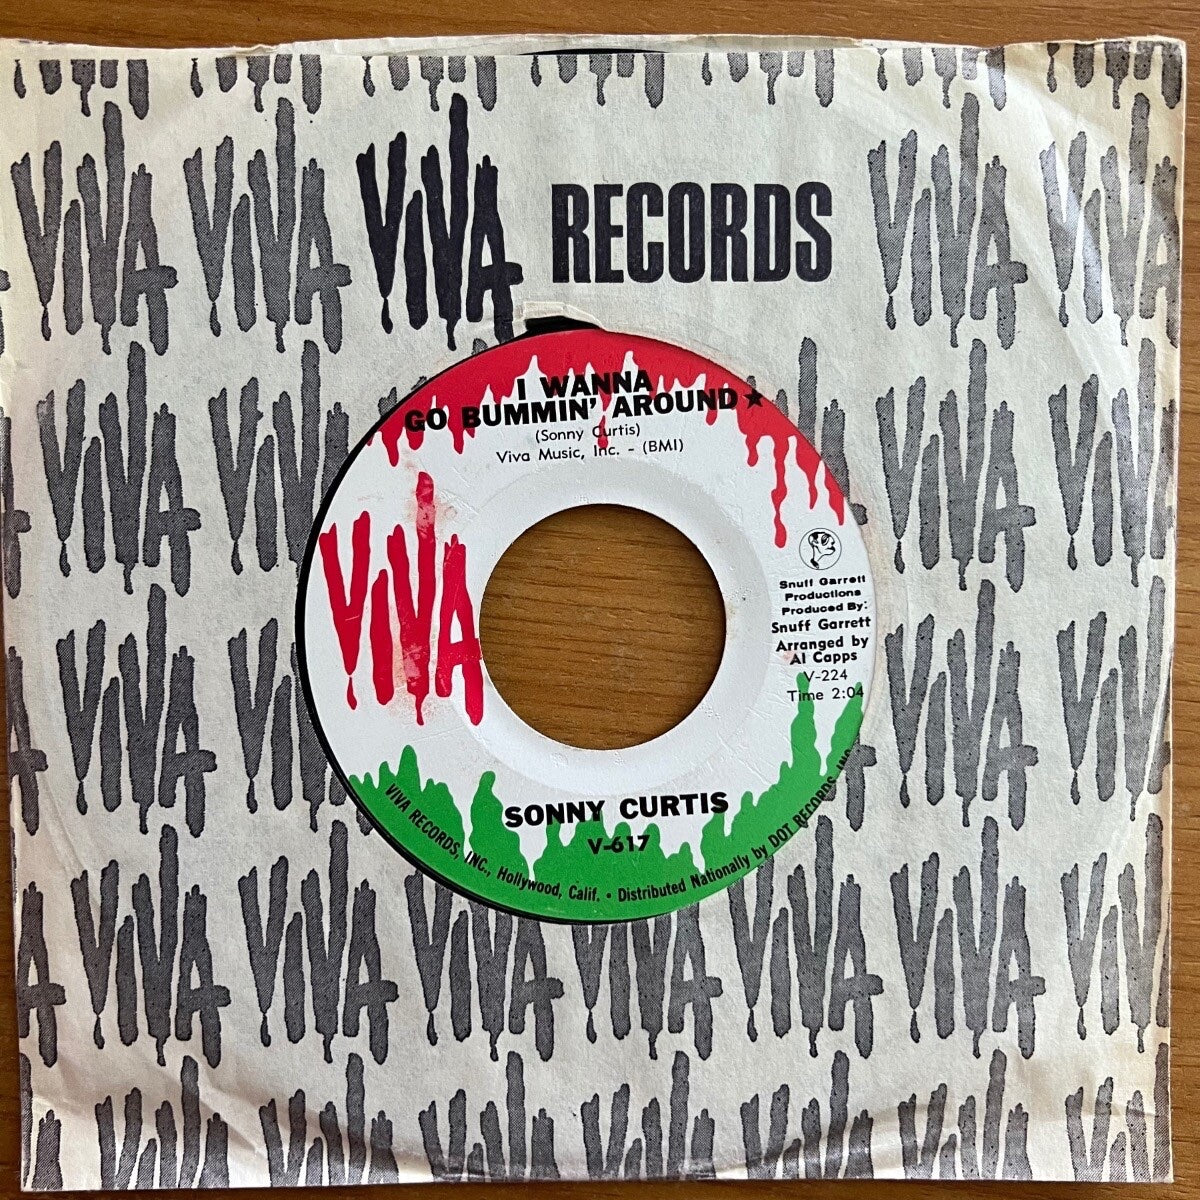 VIVA RECORDS
I WANNA
GO BUMMIN' AROUND★
(Sonny Curtis)
Viva Music, Inc. - (BMI)
VIVA
Snuff Garrett
Productions
Produced By:
Snuff Garrett
Arranged by
Al Capps
V-224
Time 2:04
SONNY CURTIS
V-617
VIVA RECORDS, INC., Hollywood, Calif. • Distributed Nationally by DOT RECORDS, INC.